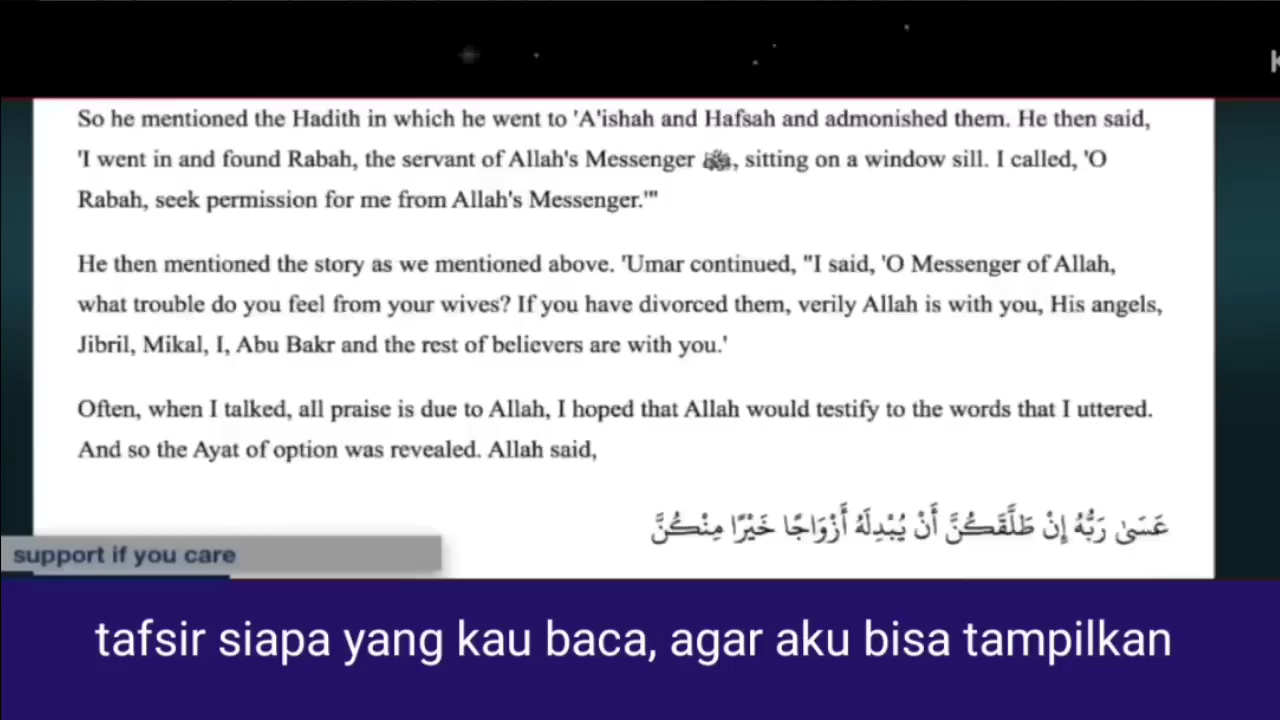 So he mentioned the Hadith in which he went to 'A'ishah and Hafsah and admonished them. He then said,
'I went in and found Rabah, the servant of Allah's Messenger ﷺ, sitting on a window sill. I called, 'O
Rabah, seek permission for me from Allah's Messenger.'"
He then mentioned the story as we mentioned above. 'Umar continued, "I said, 'O Messenger of Allah,
what trouble do you feel from your wives? If you have divorced them, verily Allah is with you, His angels,
Jibril, Mikal, I, Abu Bakr and the rest of believers are with you.'
Often, when I talked, all praise is due to Allah, I hoped that Allah would testify to the words that I uttered.
And so the Ayat of option was revealed. Allah said,
عَسَىٰ رَبُّهُ إِنْ طَلَّقَكُنَّ أَنْ يُبْدِلَهُ أَزْوَاجًا خَيْرًا مِنْكُنَّ
support if you care
tafsir siapa yang kau baca, agar aku bisa tampilkan